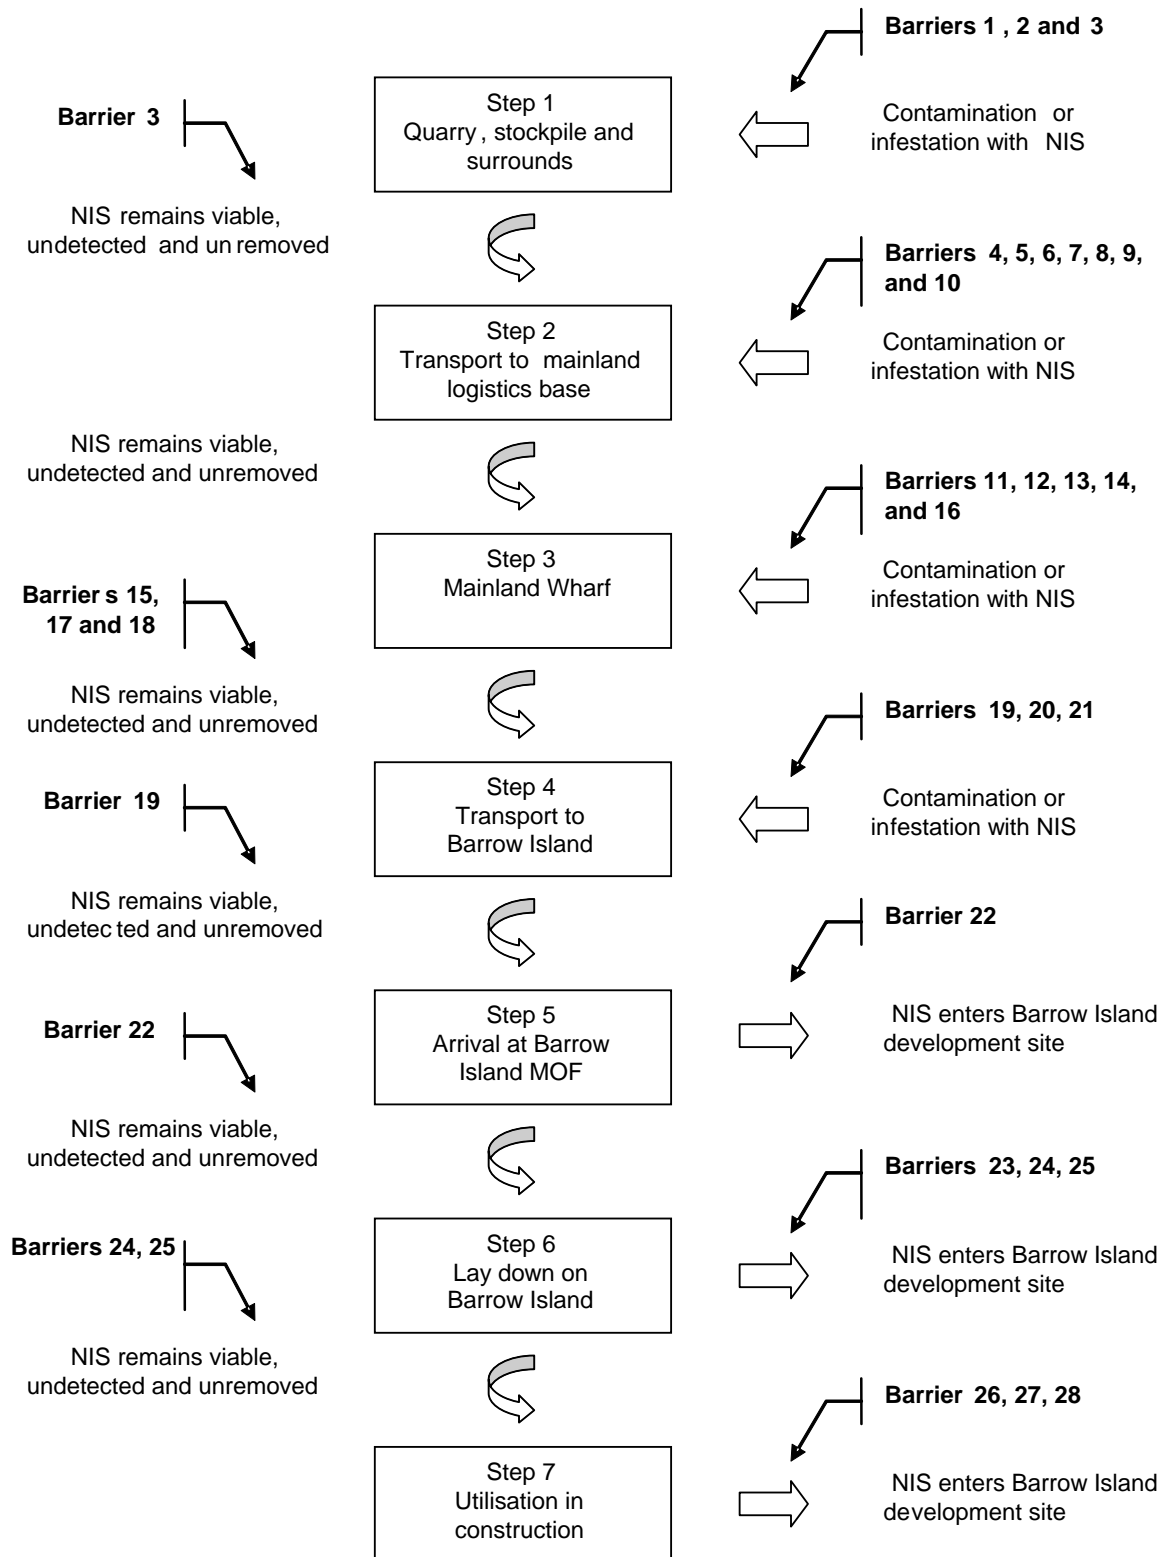 Barriers 1 , 2 and 3
Step 1
Quarry , stockpile and
surrounds
Contamination or
infestation with NIS
Barrier 3
NIS remains viable,
undetected and un removed
Barriers 4, 5, 6, 7, 8, 9,
and 10
Step 2
Transport to mainland
logistics base
Contamination or
infestation with NIS
NIS remains viable,
undetected and unremoved
Barriers 11, 12, 13, 14,
and 16
Step 3
Mainland Wharf
Contamination or
infestation with NIS
Barrier s 15,
17 and 18
NIS remains viable,
undetected and unremoved
Barriers 19, 20, 21
Step 4
Transport to
Barrow Island
Contamination or
infestation with NIS
Barrier 19
NIS remains viable,
undetec ted and unremoved
Barrier 22
Step 5
Arrival at Barrow
Island MOF
NIS enters Barrow Island
development site
Barrier 22
NIS remains viable,
undetected and unremoved
Barriers 23, 24, 25
Step 6
Lay down on
Barrow Island
NIS enters Barrow Island
development site
Barriers 24, 25
NIS remains viable,
undetected and unremoved
Barrier 26, 27, 28
Step 7
Utilisation in
construction
NIS enters Barrow Island
development site